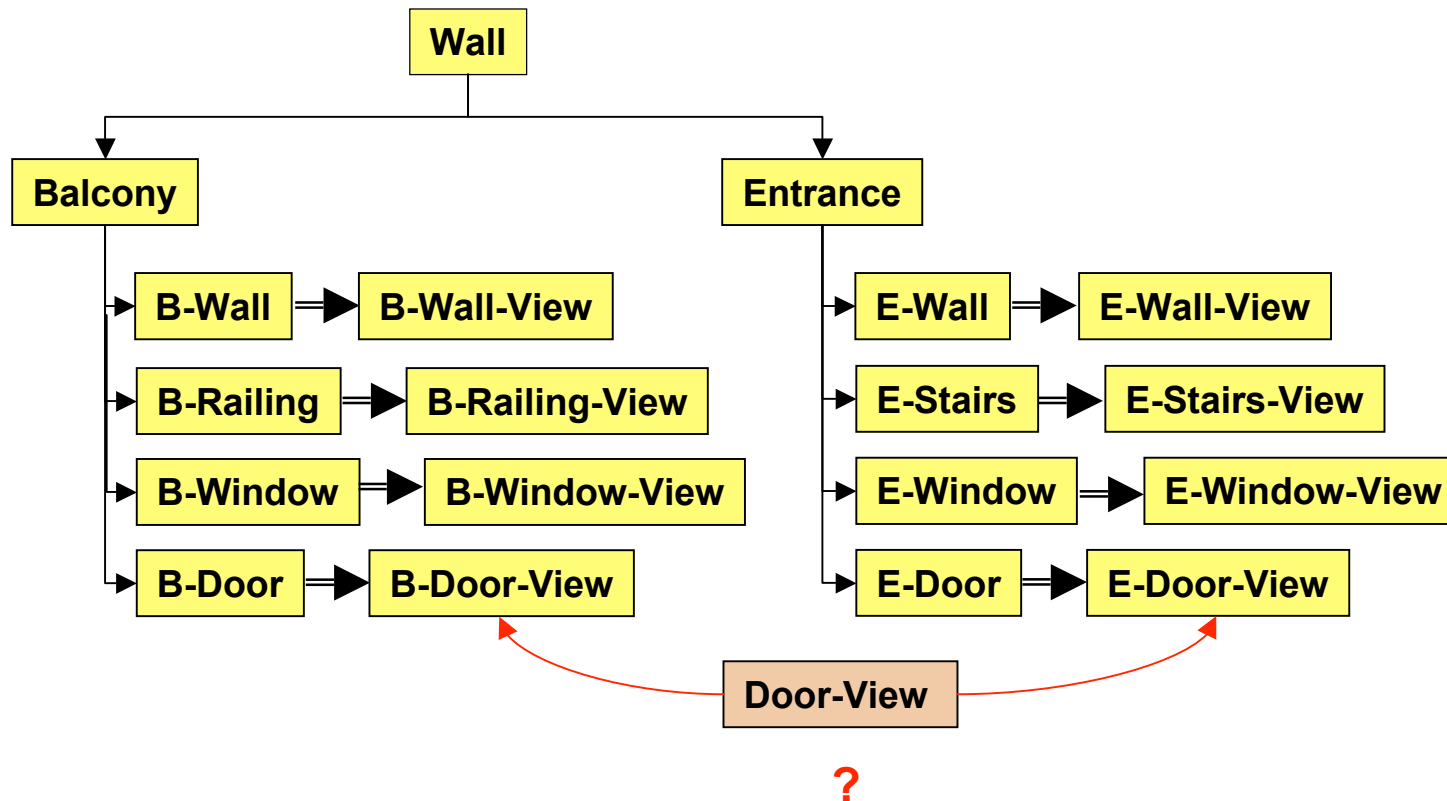 Wall
Balcony
Entrance
B-Wall
B-Wall-View
E-Wall
E-Wall-View
B-Railing
B-Railing-View
E-Stairs
E-Stairs-View
B-Window
B-Window-View
E-Window
E-Window-View
B-Door
B-Door-View
E-Door
E-Door-View
Door-View
?